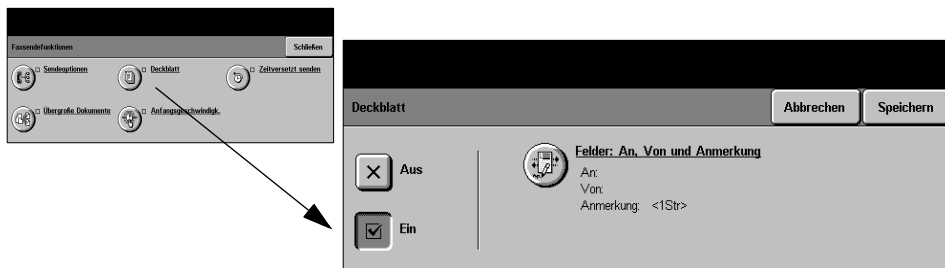 Faxsendefunktionen
Schließen
Sendeoptionen
Deckblatt
Zeitversetzt senden
Übergroße Dokumente
Anfangsgeschwindigk.
Deckblatt
Abbrechen
Speichern
Aus
Ein
Felder: An, Von und Anmerkung
An:
Von:
Anmerkung: <1Str>